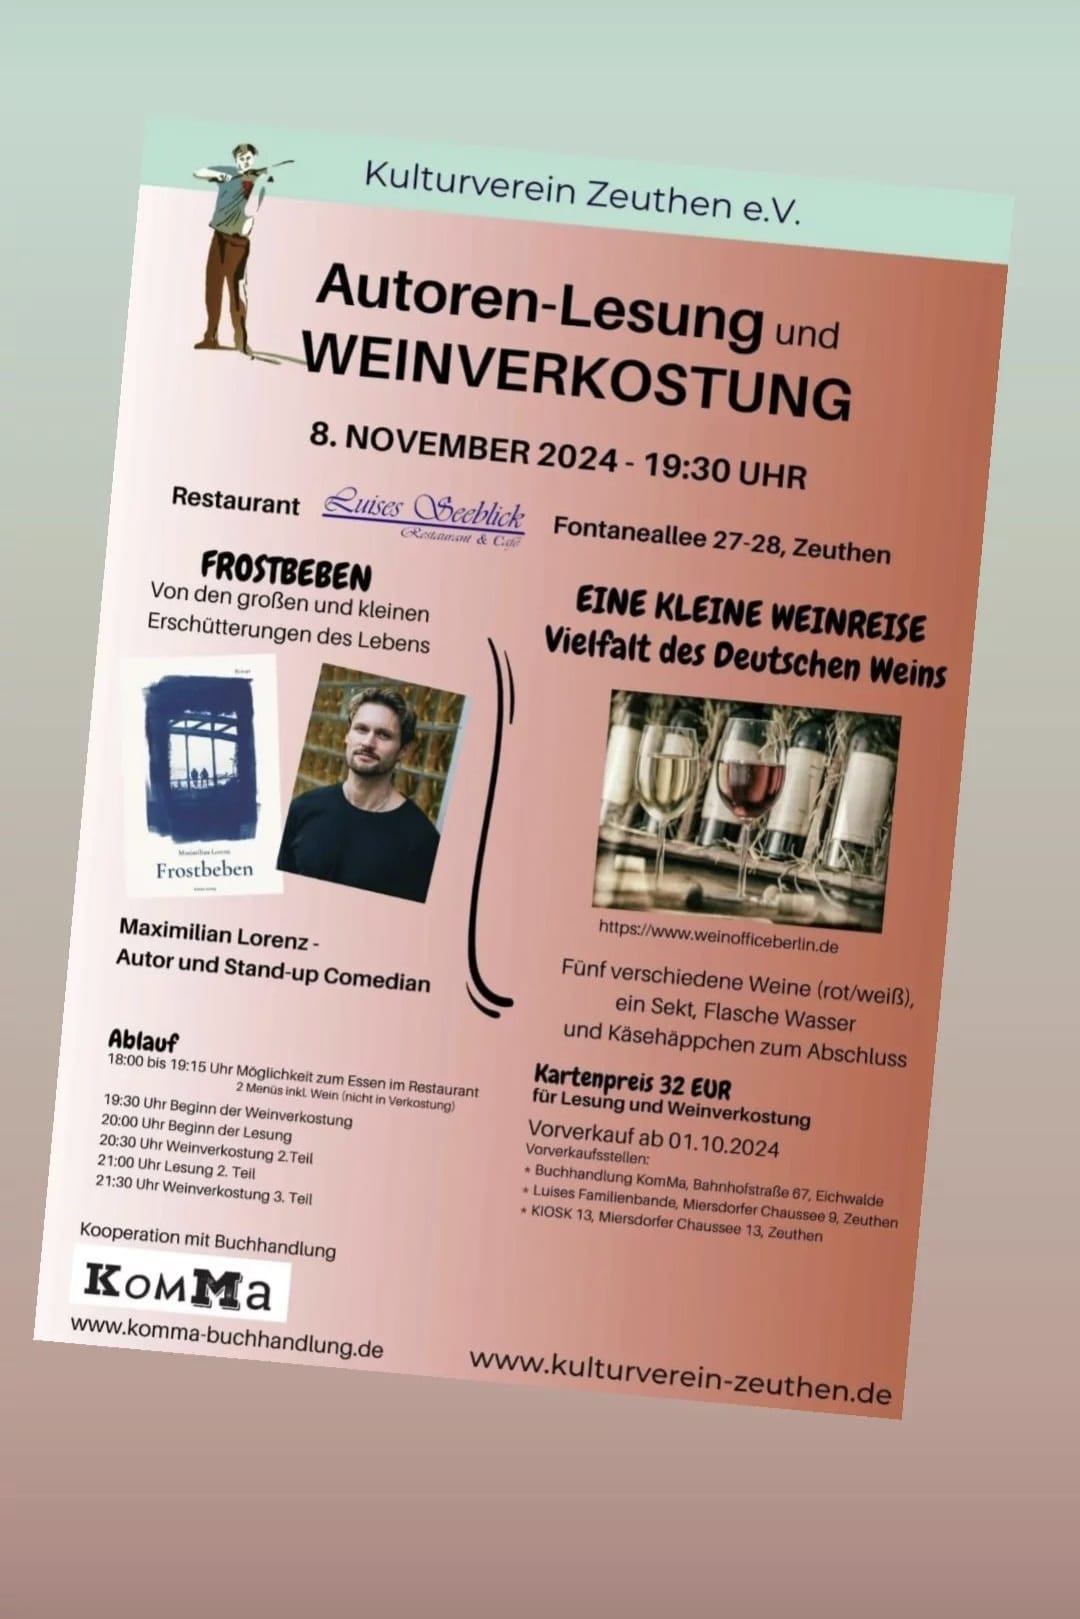 Kulturverein Zeuthen e.V.
Autoren-Lesung und
WEINVERKOSTUNG
8. NOVEMBER 2024 - 19:30 UHR
Restaurant Luises Seeblick Fontaneallee 27-28, Zeuthen
Restaurant & Café
FROSTBEBEN
Von den großen und kleinen
Erschütterungen des Lebens
Maximilian Lorenz
Frostbeben
Maximilian Lorenz -
Autor und Stand-up Comedian
EINE KLEINE WEINREISE
Vielfalt des Deutschen Weins
https://www.weinofficeberlin.de
Fünf verschiedene Weine (rot/weiß),
ein Sekt, Flasche Wasser
und Käsehäppchen zum Abschluss
Ablauf
18:00 bis 19:15 Uhr Möglichkeit zum Essen im Restaurant
2 Menüs inkl. Wein (nicht in Verkostung)
19:30 Uhr Beginn der Weinverkostung
20:00 Uhr Beginn der Lesung
20:30 Uhr Weinverkostung 2.Teil
21:00 Uhr Lesung 2. Teil
21:30 Uhr Weinverkostung 3. Teil
Kartenpreis 32 EUR
für Lesung und Weinverkostung
Vorverkauf ab 01.10.2024
Vorverkaufsstellen:
* Buchhandlung KomMa, Bahnhofstraße 67, Eichwalde
* Luises Familienbande, Miersdorfer Chaussee 9, Zeuthen
* KIOSK 13, Miersdorfer Chaussee 13, Zeuthen
Kooperation mit Buchhandlung
KOMMa
www.komma-buchhandlung.de
www.kulturverein-zeuthen.de